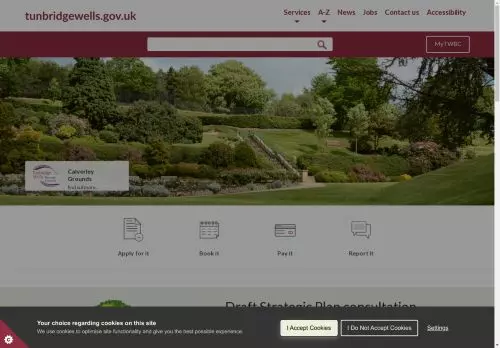 tunbridgewells.gov.uk
Services A-Z News Jobs Contact us Accessibility
MyTWBC
Calverley
Grounds
find out more
Apply for it Book it Pay it Report it
Draft Strategic Plan consultation
Your choice regarding cookies on this site
We use cookies to optimise site functionality and give you the best possible experience.
I Accept Cookies I Do Not Accept Cookies Settings